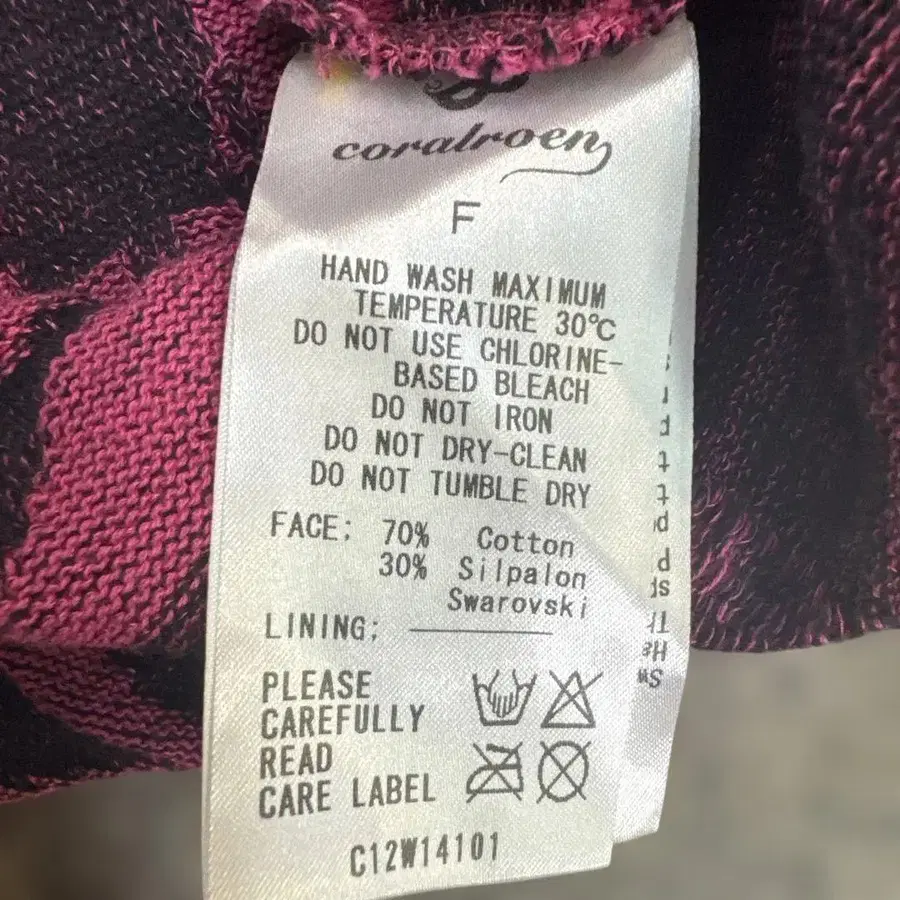 coralroen
F
HAND WASH MAXIMUM
TEMPERATURE 30℃
DO NOT USE CHLORINE-
BASED BLEACH
DO NOT IRON
DO NOT DRY-CLEAN
DO NOT TUMBLE DRY
FACE; 70% Cotton
30% Silpalon
Swarovski
LINING;
PLEASE
CAREFULLY
READ
CARE LABEL
C12W14101